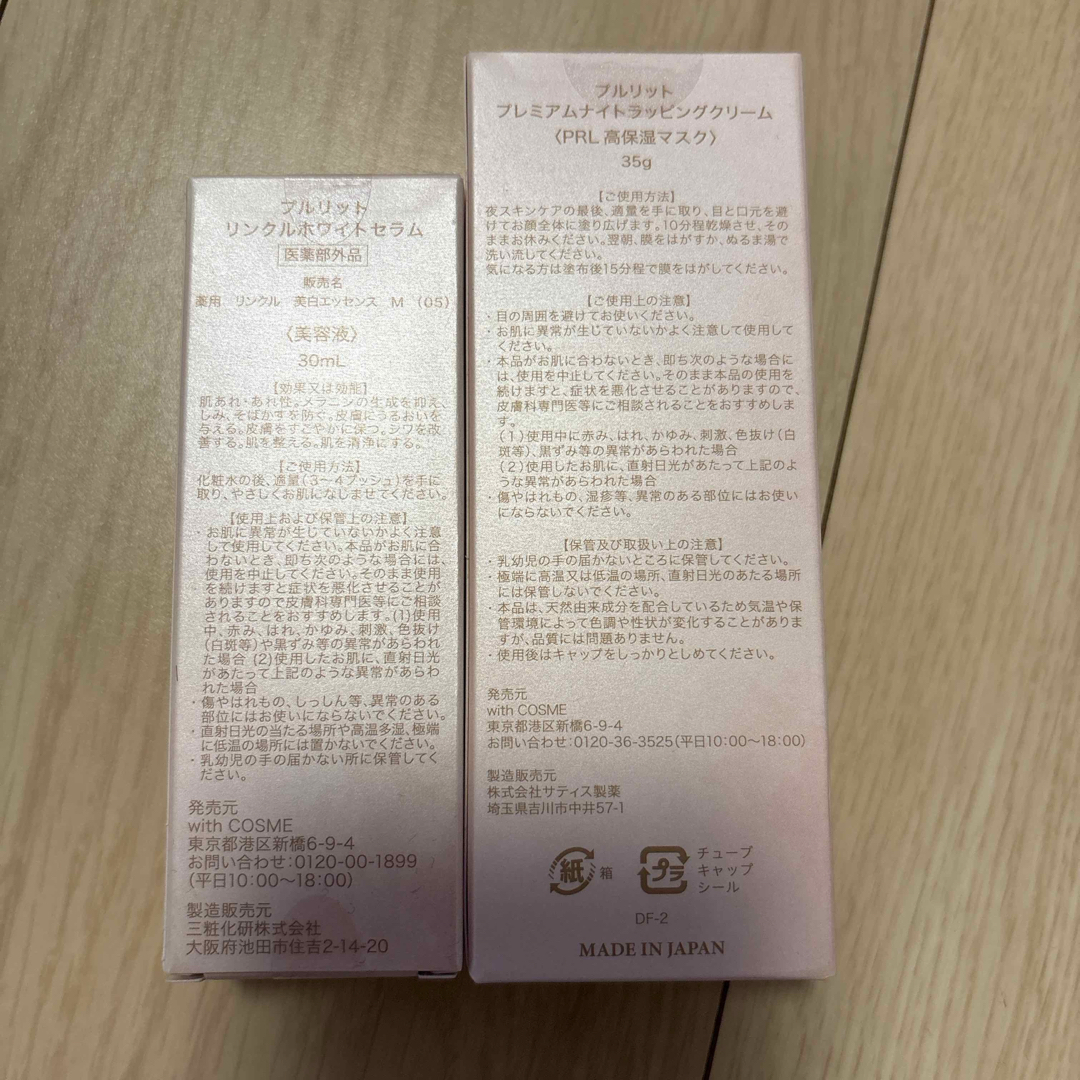 プルリット
リンクルホワイトセラム
医薬部外品
販売名
薬用 リンクル 美白エッセンス M (05)
〈美容液〉
30mL
【効果又は効能】
肌あれ・あれ性。メラニンの生成を抑え、
しみ、そばかすを防ぐ。皮膚にうるおいを
与える。皮膚をすこやかに保つ。シワを改
善する。肌を整える。肌を清浄にする。
【ご使用方法】
化粧水の後、適量(3〜4プッシュ)を手に
取り、やさしくお肌になじませてください。
【使用上および保管上の注意】
・お肌に異常が生じていないかよく注意
して使用してください。本品がお肌に合
わないとき、即ち次のような場合には、
使用を中止してください。そのまま使用
を続けますと症状を悪化させることが
ありますので皮膚科専門医等にご相談
されることをおすすめします。(1)使用
中、赤み、はれ、かゆみ、刺激、色抜け
(白斑等)や黒ずみ等の異常があらわれ
た場合 (2)使用したお肌に、直射日光
があたって上記のような異常があらわ
れた場合
・傷やはれもの、しっしん等、異常のある
部位にはお使いにならないでください。
・直射日光の当たる場所や高温多湿、極端
に低温の場所には置かないでください。
・乳幼児の手の届かない所に保管してく
ださい。
発売元
with COSME
東京都港区新橋6-9-4
お問い合わせ:0120-00-1899
(平日10:00〜18:00)
製造販売元
三粧化研株式会社
大阪府池田市住吉2-14-20
プルリット
プレミアムナイトラッピングクリーム
〈PRL 高保湿マスク〉
35g
【ご使用方法】
夜スキンケアの最後、適量を手に取り、目と口元を避
けてお顔全体に塗り広げます。10分程乾燥させ、その
ままお休みください。翌朝、膜をはがすか、ぬるま湯で
洗い流してください。
気になる方は塗布後15分程で膜をはがしてください。
【ご使用上の注意】
・目の周囲を避けてお使いください。
・お肌に異常が生じていないかよく注意して使用して
ください。
・本品がお肌に合わないとき、即ち次のような場合に
は、使用を中止してください。そのまま本品の使用を
続けますと、症状を悪化させることがありますので、
皮膚科専門医等にご相談されることをおすすめしま
す。
(1)使用中に赤み、はれ、かゆみ、刺激、色抜け(白
斑等)、黒ずみ等の異常があらわれた場合
(2)使用したお肌に、直射日光があたって上記のよ
うな異常があらわれた場合
・傷やはれもの、湿疹等、異常のある部位にはお使い
にならないでください。
【保管及び取扱い上の注意】
・乳幼児の手の届かないところに保管してください。
・極端に高温又は低温の場所、直射日光のあたる場所
には保管しないでください。
・本品は、天然由来成分を配合しているため気温や保
管環境によって色調や性状が変化することがありま
すが、品質には問題ありません。
・使用後はキャップをしっかりとしめてください。
発売元
with COSME
東京都港区新橋6-9-4
お問い合わせ:0120-36-3525(平日10:00〜18:00)
製造販売元
株式会社サティス製薬
埼玉県吉川市中井57-1
紙 箱
プラ チューブ
キャップ
シール
DF-2
MADE IN JAPAN